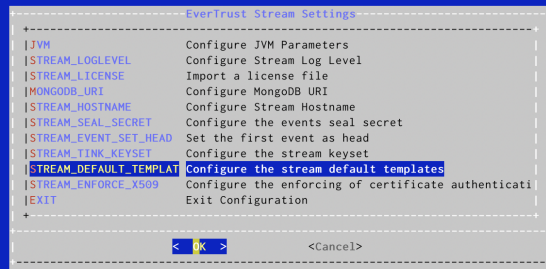 EverTrust Stream Settings
JVM Configure JVM Parameters
STREAM_LOGLEVEL Configure Stream Log Level
STREAM_LICENSE Import a license file
MONGODB_URI Configure MongoDB URI
STREAM_HOSTNAME Configure Stream Hostname
STREAM_SEAL_SECRET Configure the events seal secret
STREAM_EVENT_SET_HEAD Set the first event as head
STREAM_TINK_KEYSET Configure the stream keyset
STREAM_DEFAULT_TEMPLAT Configure the stream default templates
STREAM_ENFORCE_X509 Configure the enforcing of certificate authenticati
EXIT Exit Configuration
< OK > <Cancel>